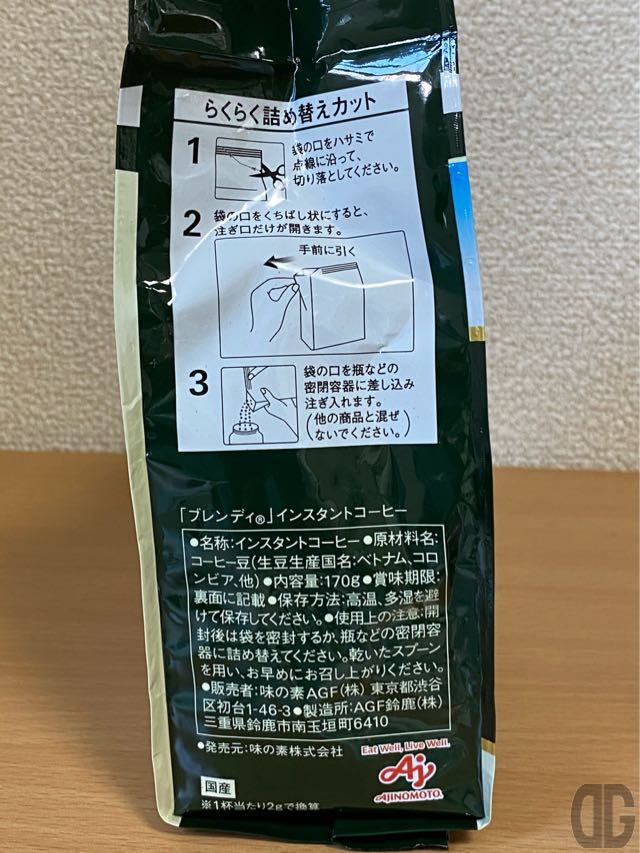 らくらく詰め替えカット
1
袋の口をハサミで
点線に沿って、
切り落としてください。
2
袋の口をくちばし状にすると、
注ぎ口だけが開きます。
手前に引く
3
袋の口を瓶などの
密閉容器に差し込み
注ぎ入れます。
(他の商品と混ぜ
ないでください。)
「ブレンディ®」インスタントコーヒー
●名称:インスタントコーヒー●原材料名:
コーヒー豆(生豆生産国名:ベトナム、コロ
ンビア、他)●内容量:170g●賞味期限:
裏面に記載●保存方法:高温、多湿を避
けて保存してください。●使用上の注意:開
封後は袋を密封するか、瓶などの密閉容
器に詰め替えてください。乾いたスプーン
を用い、お早めにお召し上がりください。
●販売者:味の素AGF(株) 東京都渋谷
区初台1-46-3●製造所:AGF鈴鹿(株)
三重県鈴鹿市南玉垣町6410
●発売元:味の素株式会社
Eat Well, Live Well.
Aj
AJINOMOTO
国産
※1杯当たり2gで換算
DG